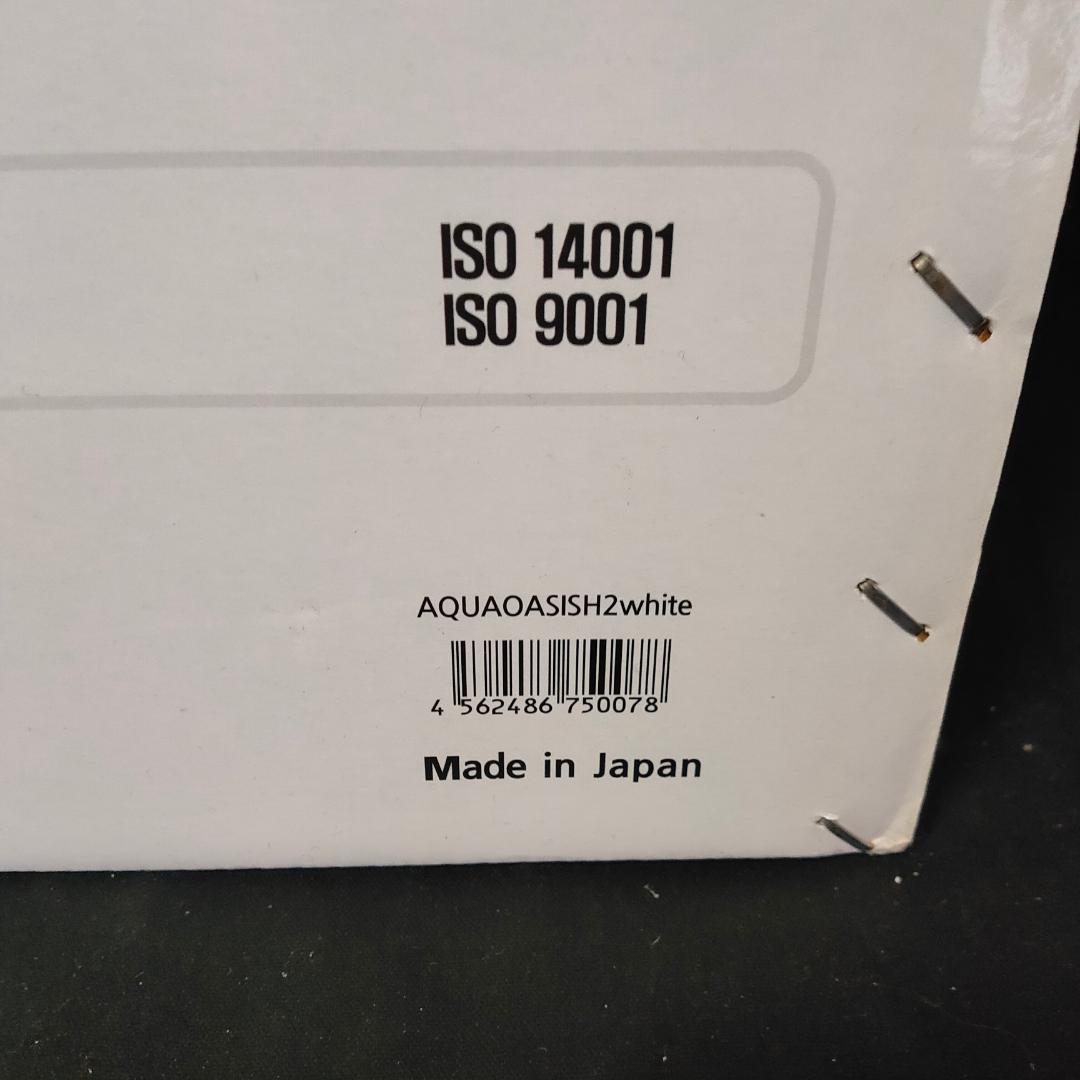 ISO 14001
ISO 9001
AQUAOASISH2white
4 562486 750078
Made in Japan